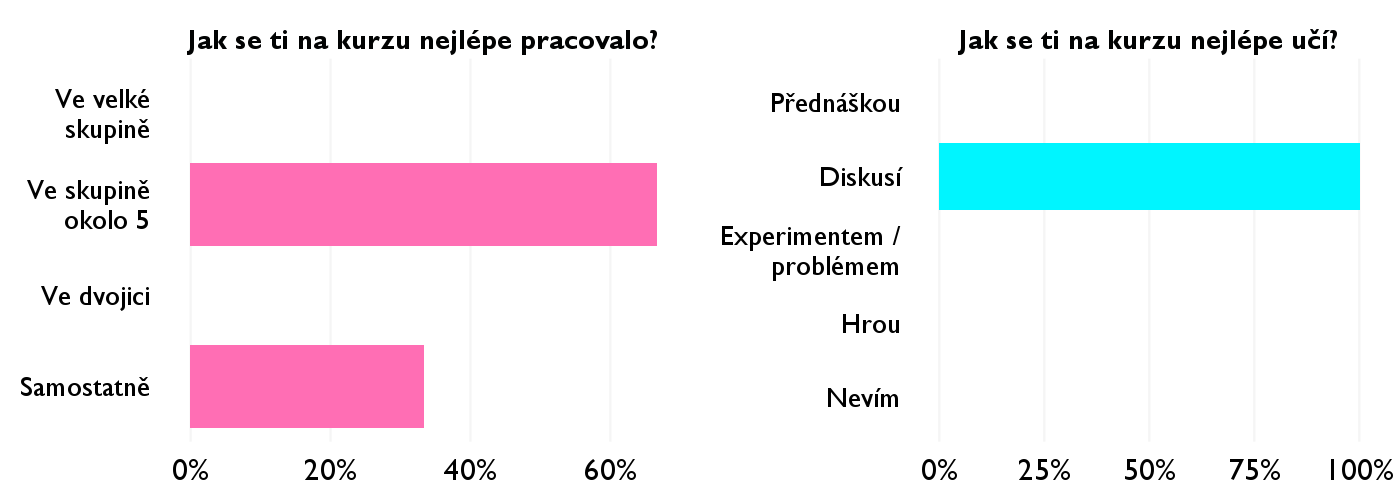 Jak se ti na kurzu nejlépe pracovalo?
Ve velké
skupině
Ve skupině
okolo 5
Ve dvojici
Samostatně
0% 20% 40% 60%
Jak se ti na kurzu nejlépe učí?
Přednáškou
Diskusí
Experimentem /
problémem
Hrou
Nevím
0% 25% 50% 75% 100%